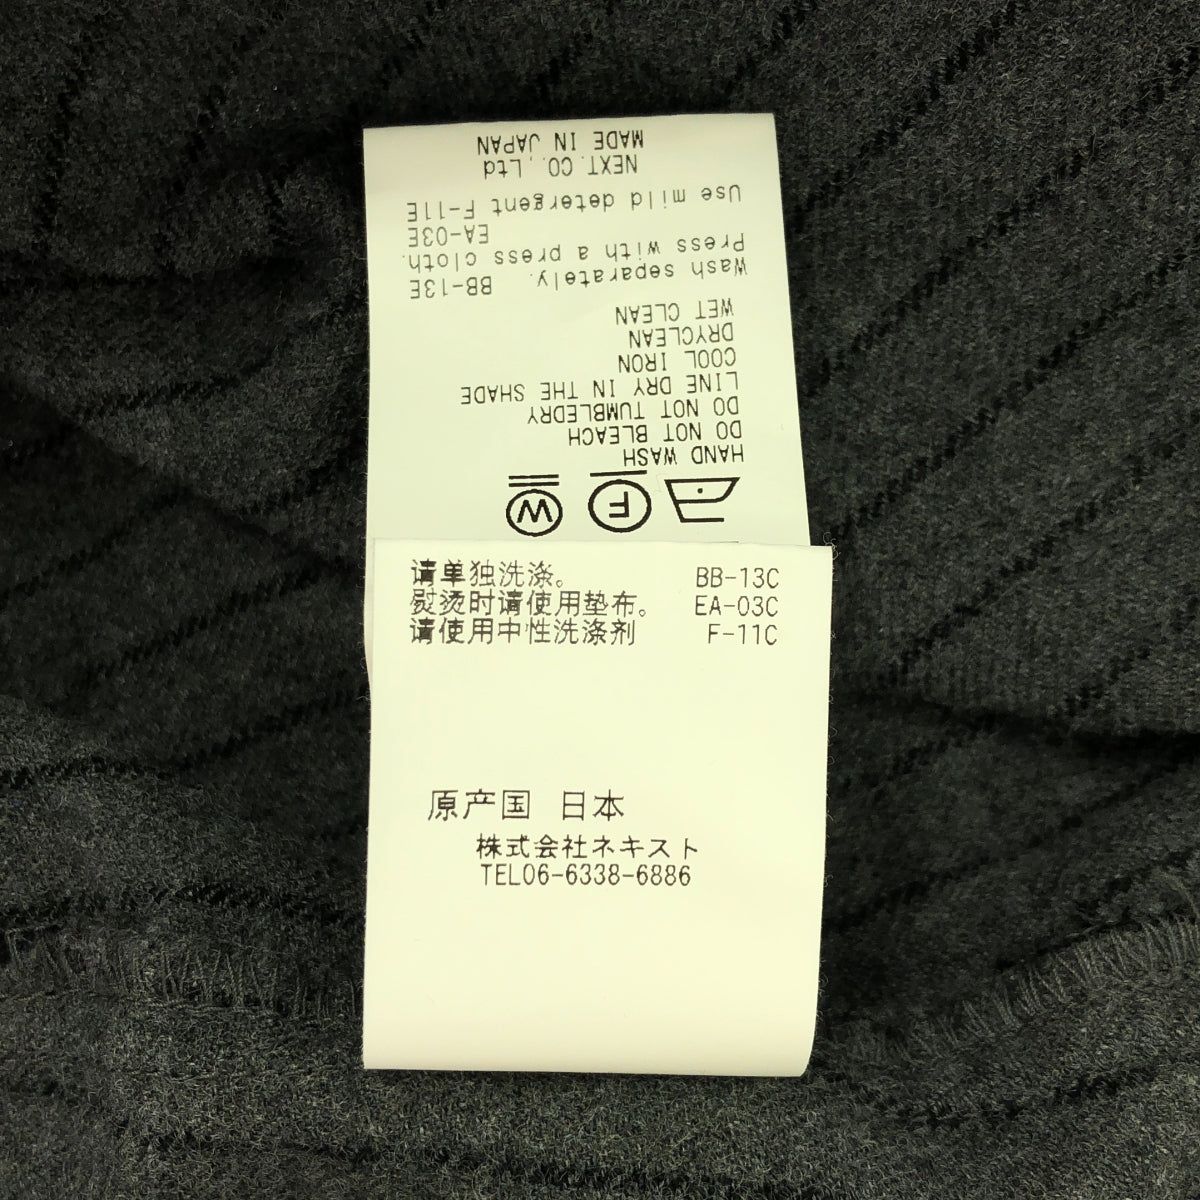 HAND WASH
DO NOT BLEACH
DO NOT TUMBLEDRY
LINE DRY IN THE SHADE
COOL IRON
DRYCLEAN
WET CLEAN
Wash separately. BB-13E
Press with a press cloth.
EA-03E
Use mild detergent F-11E
NEXT.CO.,Ltd
MADE IN JAPAN
F
W
请单独洗涤。 BB-13C
熨烫时请使用垫布。 EA-03C
请使用中性洗涤剂 F-11C
原产国 日本
株式会社ネキスト
TEL06-6338-6886